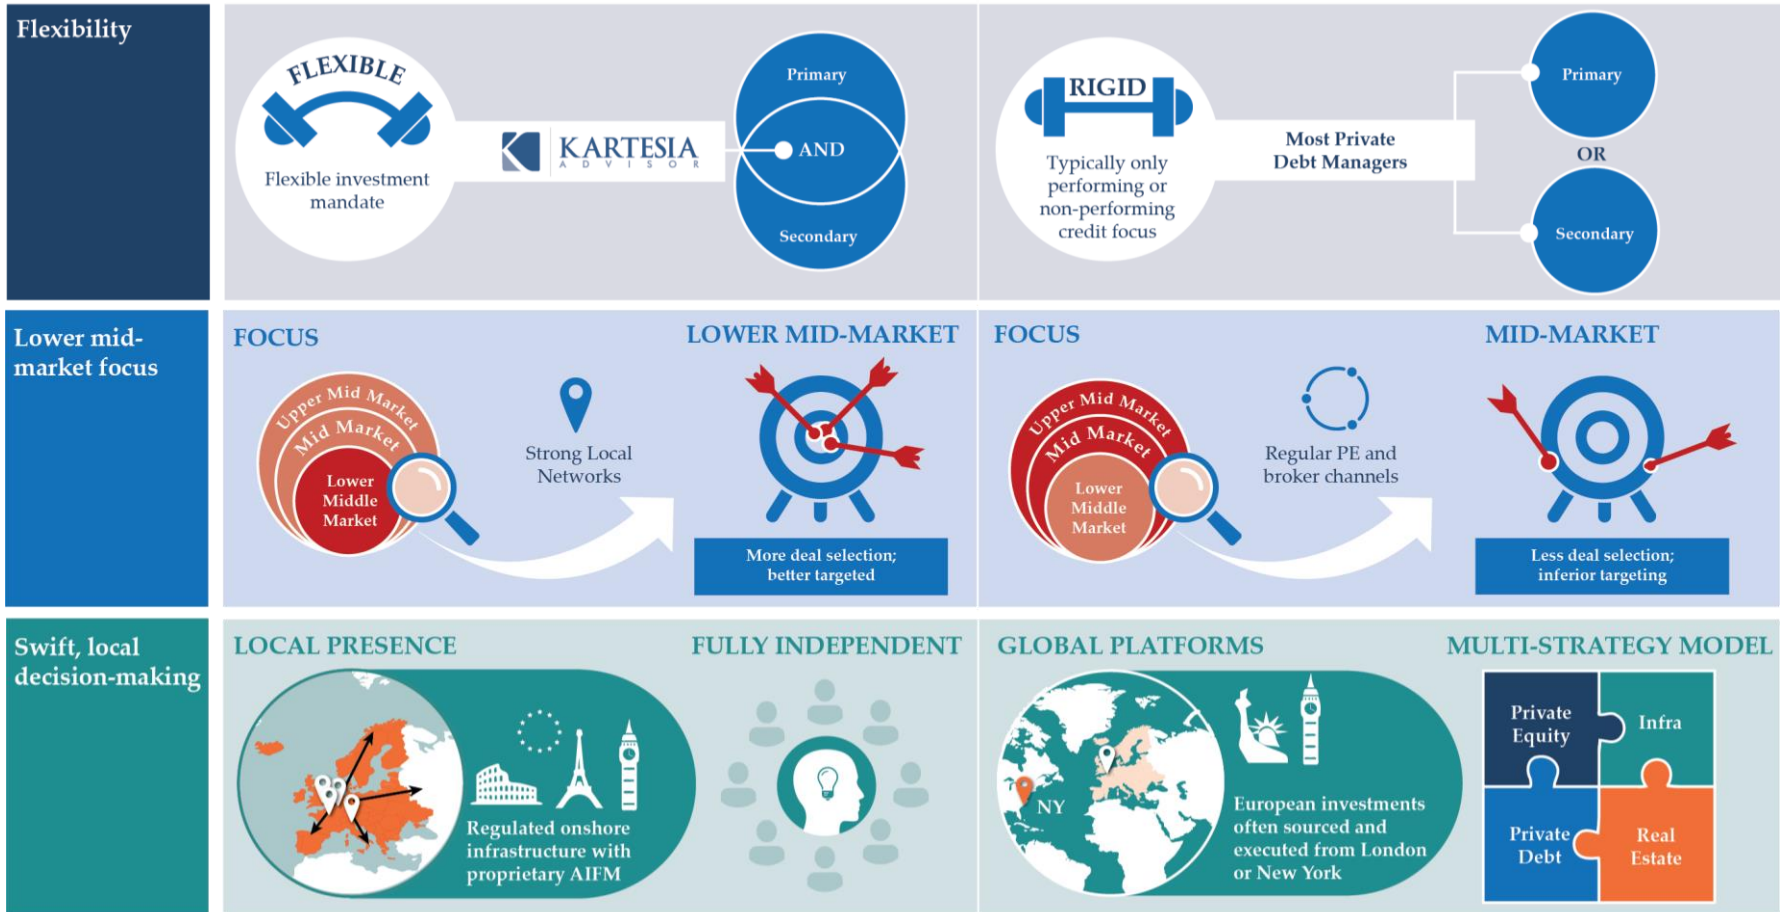 Flexibility
FLEXIBLE
Flexible investment
mandate
KARTESIA
ADVISOR
Primary
AND
Secondary
RIGID
Typically only
performing or
non-performing
credit focus
Most Private
Debt Managers
Primary
OR
Secondary
Lower mid-
market focus
FOCUS
Upper Mid Market
Mid Market
Lower
Middle
Market
Strong Local
Networks
LOWER MID-MARKET
More deal selection;
better targeted
FOCUS
Upper Mid Market
Mid Market
Lower
Middle
Market
Regular PE and
broker channels
MID-MARKET
Less deal selection;
inferior targeting
Swift, local
decision-making
LOCAL PRESENCE
Regulated onshore
infrastructure with
proprietary AIFM
FULLY INDEPENDENT
GLOBAL PLATFORMS
NY
European investments
often sourced and
executed from London
or New York
MULTI-STRATEGY MODEL
Private
Equity
Infra
Private
Debt
Real
Estate